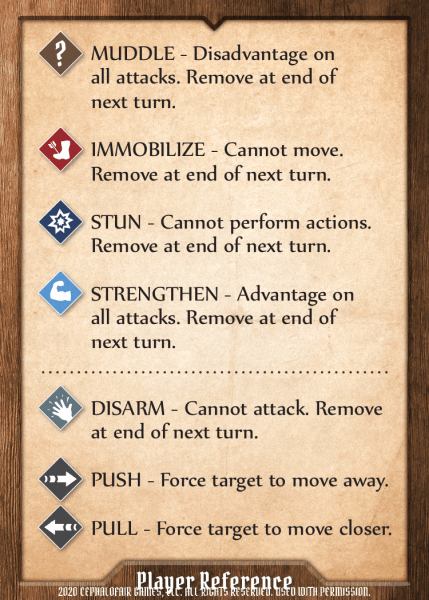 MUDDLE - Disadvantage on
all attacks. Remove at end of
next turn.
IMMOBILIZE - Cannot move.
Remove at end of next turn.
STUN - Cannot perform actions.
Remove at end of next turn.
STRENGTHEN - Advantage on
all attacks. Remove at end of
next turn.
DISARM - Cannot attack. Remove
at end of next turn.
PUSH - Force target to move away.
PULL - Force target to move closer.
Player Reference
2020 CEPHALOFAIR GAMES, LLC. ALL RIGHTS RESERVED. USED WITH PERMISSION.